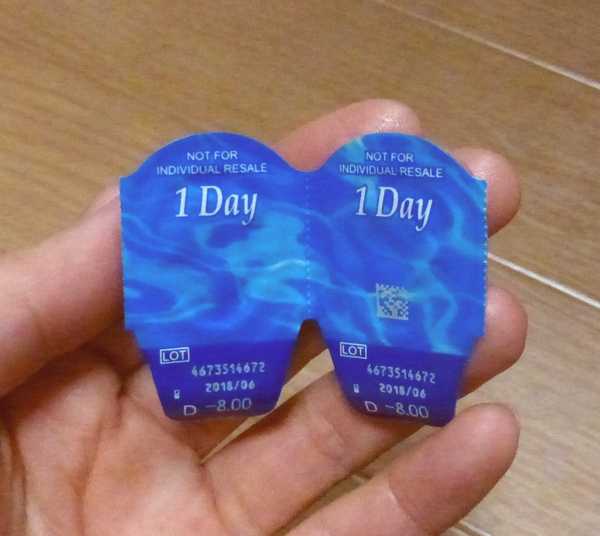 NOT FOR
INDIVIDUAL RESALE
1 Day
LOT
4673514672
2018/06
D -8.00
NOT FOR
INDIVIDUAL RESALE
1 Day
LOT
4673514672
2018/06
D -8.00